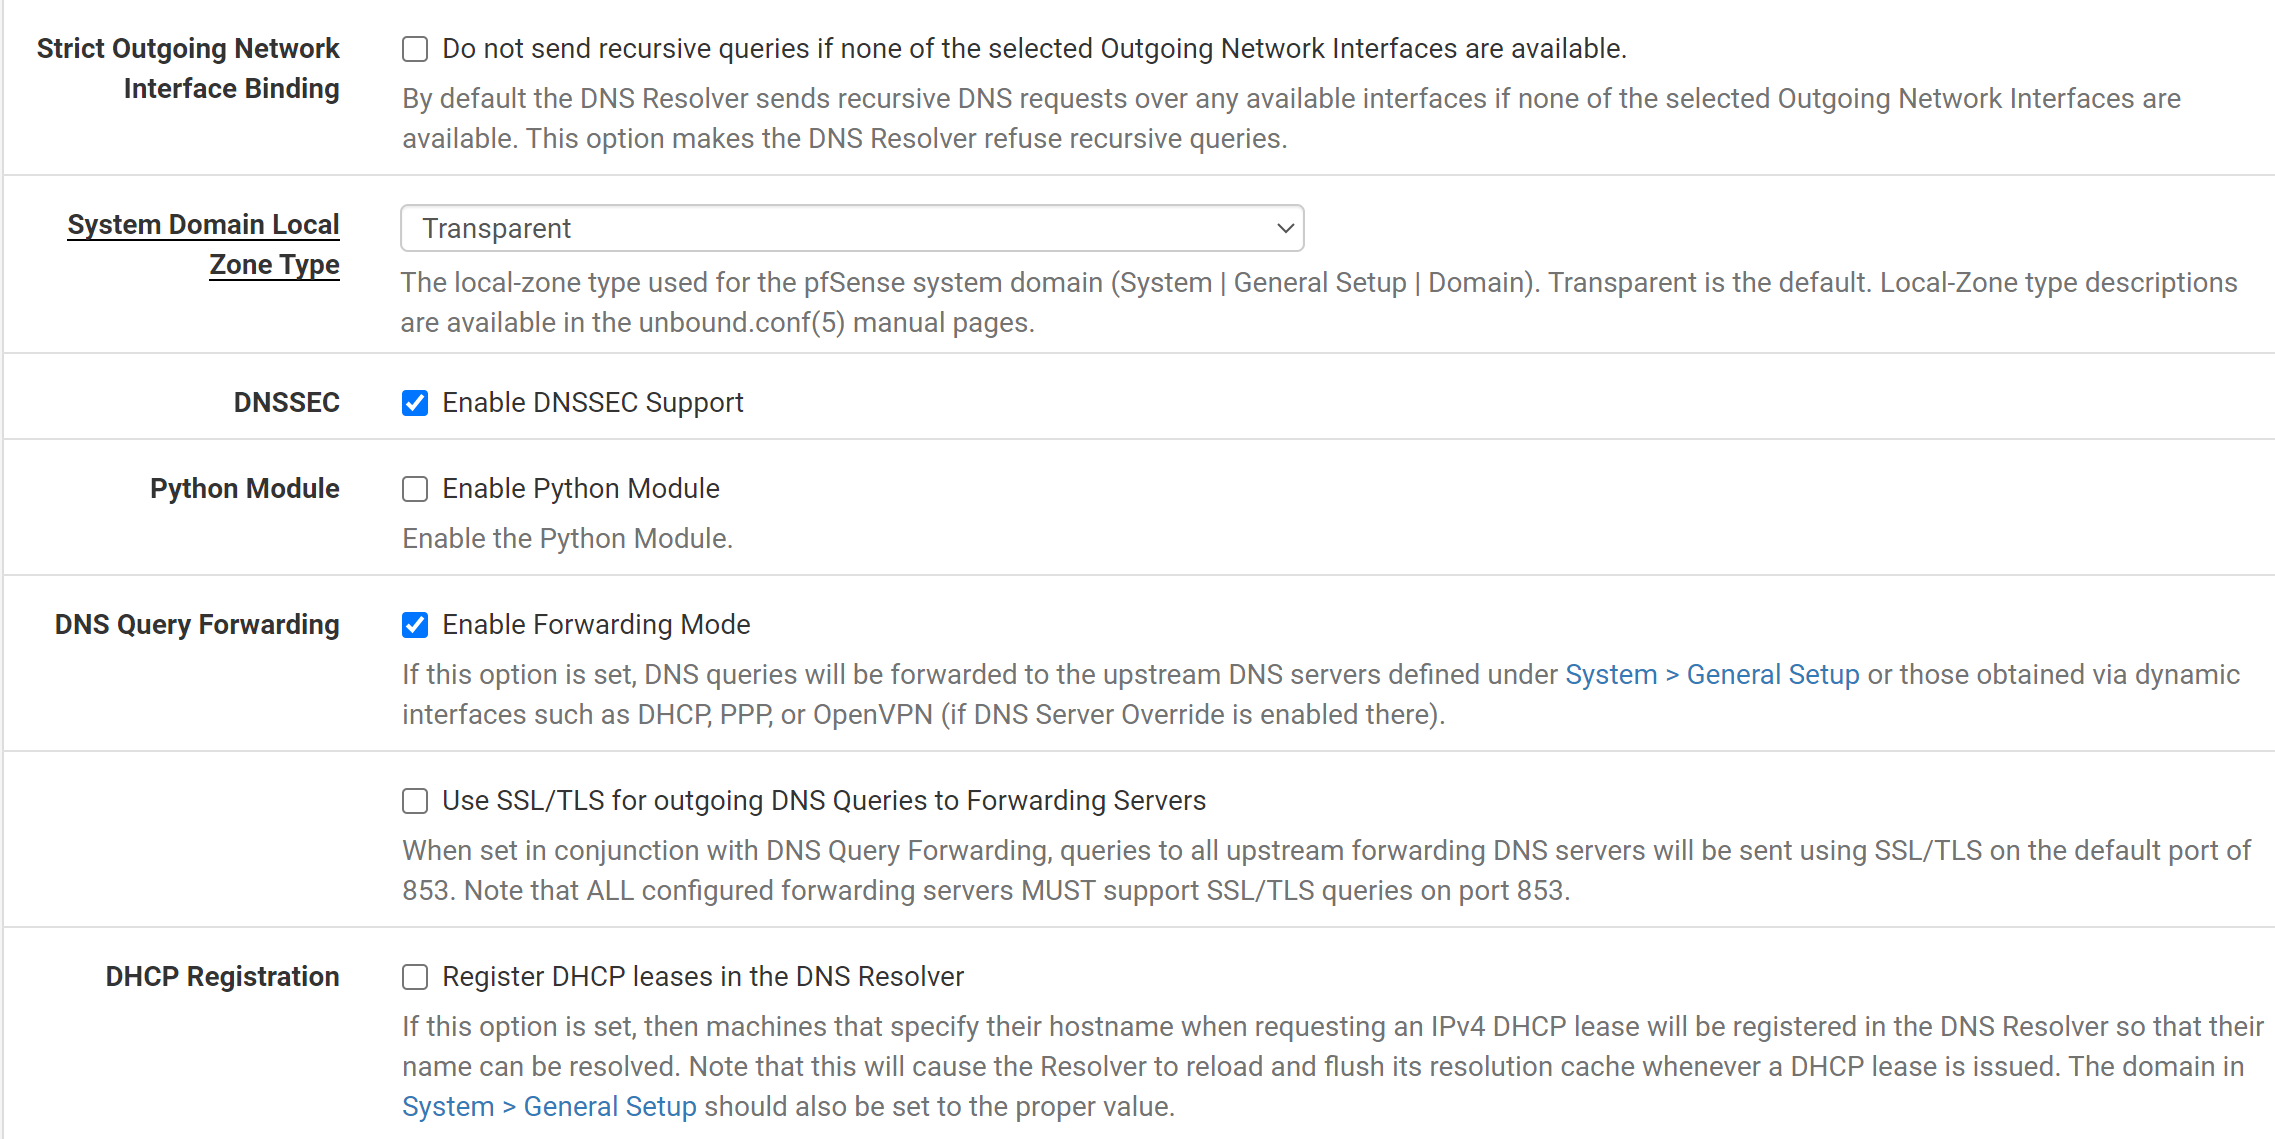 Strict Outgoing Network
Interface Binding
Do not send recursive queries if none of the selected Outgoing Network Interfaces are available.
By default the DNS Resolver sends recursive DNS requests over any available interfaces if none of the selected Outgoing Network Interfaces are
available. This option makes the DNS Resolver refuse recursive queries.
System Domain Local
Zone Type
Transparent
The local-zone type used for the pfSense system domain (System | General Setup | Domain). Transparent is the default. Local-Zone type descriptions
are available in the unbound.conf(5) manual pages.
DNSSEC
Enable DNSSEC Support
Python Module
Enable Python Module
Enable the Python Module.
DNS Query Forwarding
Enable Forwarding Mode
If this option is set, DNS queries will be forwarded to the upstream DNS servers defined under System > General Setup or those obtained via dynamic
interfaces such as DHCP, PPP, or OpenVPN (if DNS Server Override is enabled there).
Use SSL/TLS for outgoing DNS Queries to Forwarding Servers
When set in conjunction with DNS Query Forwarding, queries to all upstream forwarding DNS servers will be sent using SSL/TLS on the default port of
853. Note that ALL configured forwarding servers MUST support SSL/TLS queries on port 853.
DHCP Registration
Register DHCP leases in the DNS Resolver
If this option is set, then machines that specify their hostname when requesting an IPv4 DHCP lease will be registered in the DNS Resolver so that their
name can be resolved. Note that this will cause the Resolver to reload and flush its resolution cache whenever a DHCP lease is issued. The domain in
System > General Setup should also be set to the proper value.